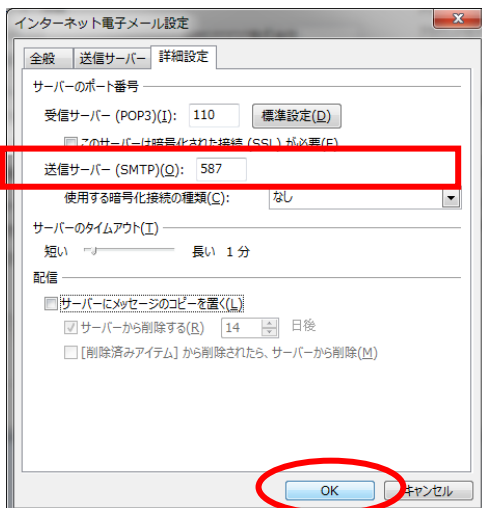 インターネット電子メール設定
全般 送信サーバー 詳細設定
サーバーのポート番号
受信サーバー (POP3)(I): 110 標準設定(D)
このサーバーは暗号化された接続 (SSL) が必要(E)
送信サーバー (SMTP)(O): 587
使用する暗号化接続の種類(C): なし
サーバーのタイムアウト(T)
短い 長い 1 分
配信
サーバーにメッセージのコピーを置く(L)
サーバーから削除する(R) 14 日後
[削除済みアイテム] から削除されたら、サーバーから削除(M)
OK キャンセル